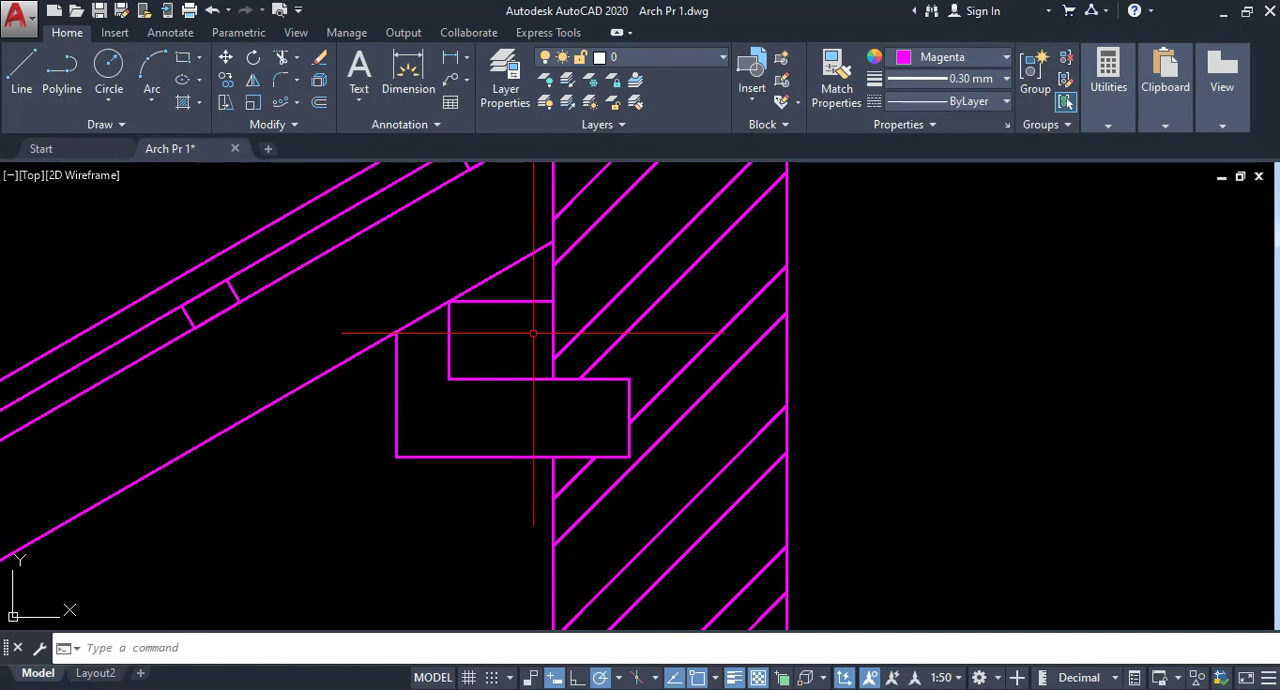 Autodesk AutoCAD 2020 Arch Pr 1.dwg Sign In
Home Insert Annotate Parametric View Manage Output Collaborate Express Tools
Line Polyline Circle Arc
Draw
Modify
Text Dimension
Annotation
Layer Properties
0
Layers
Insert
Block
Match Properties
Magenta
0.30 mm
ByLayer
Properties
Group
Groups
Utilities
Clipboard
View
Start Arch Pr 1*
[−][Top][2D Wireframe]
Y
X
Type a command
Model Layout2
MODEL 1:50 Decimal